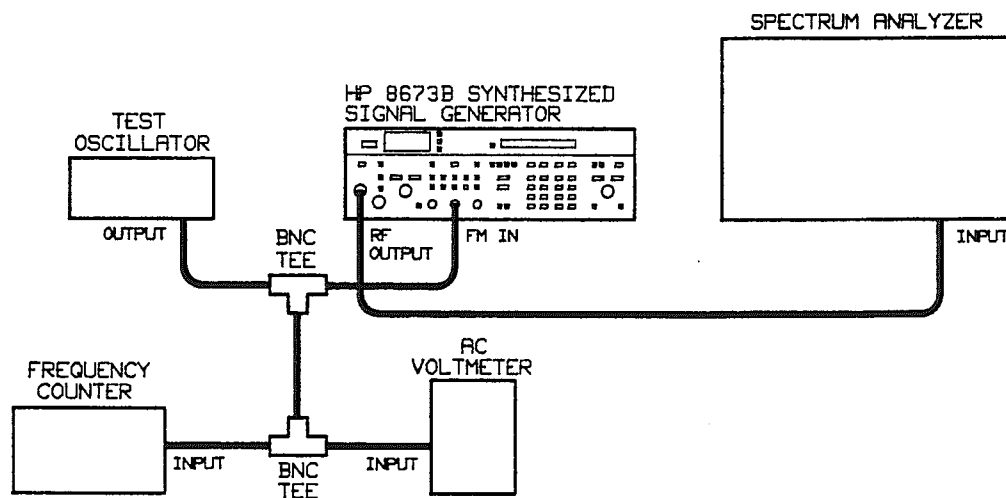 SPECTRUM ANALYZER
HP 8673B SYNTHESIZED
SIGNAL GENERATOR
TEST
OSCILLATOR
OUTPUT
BNC
TEE
RF
OUTPUT
FM IN
INPUT
FREQUENCY
COUNTER
AC
VOLTMETER
INPUT
BNC
TEE
INPUT